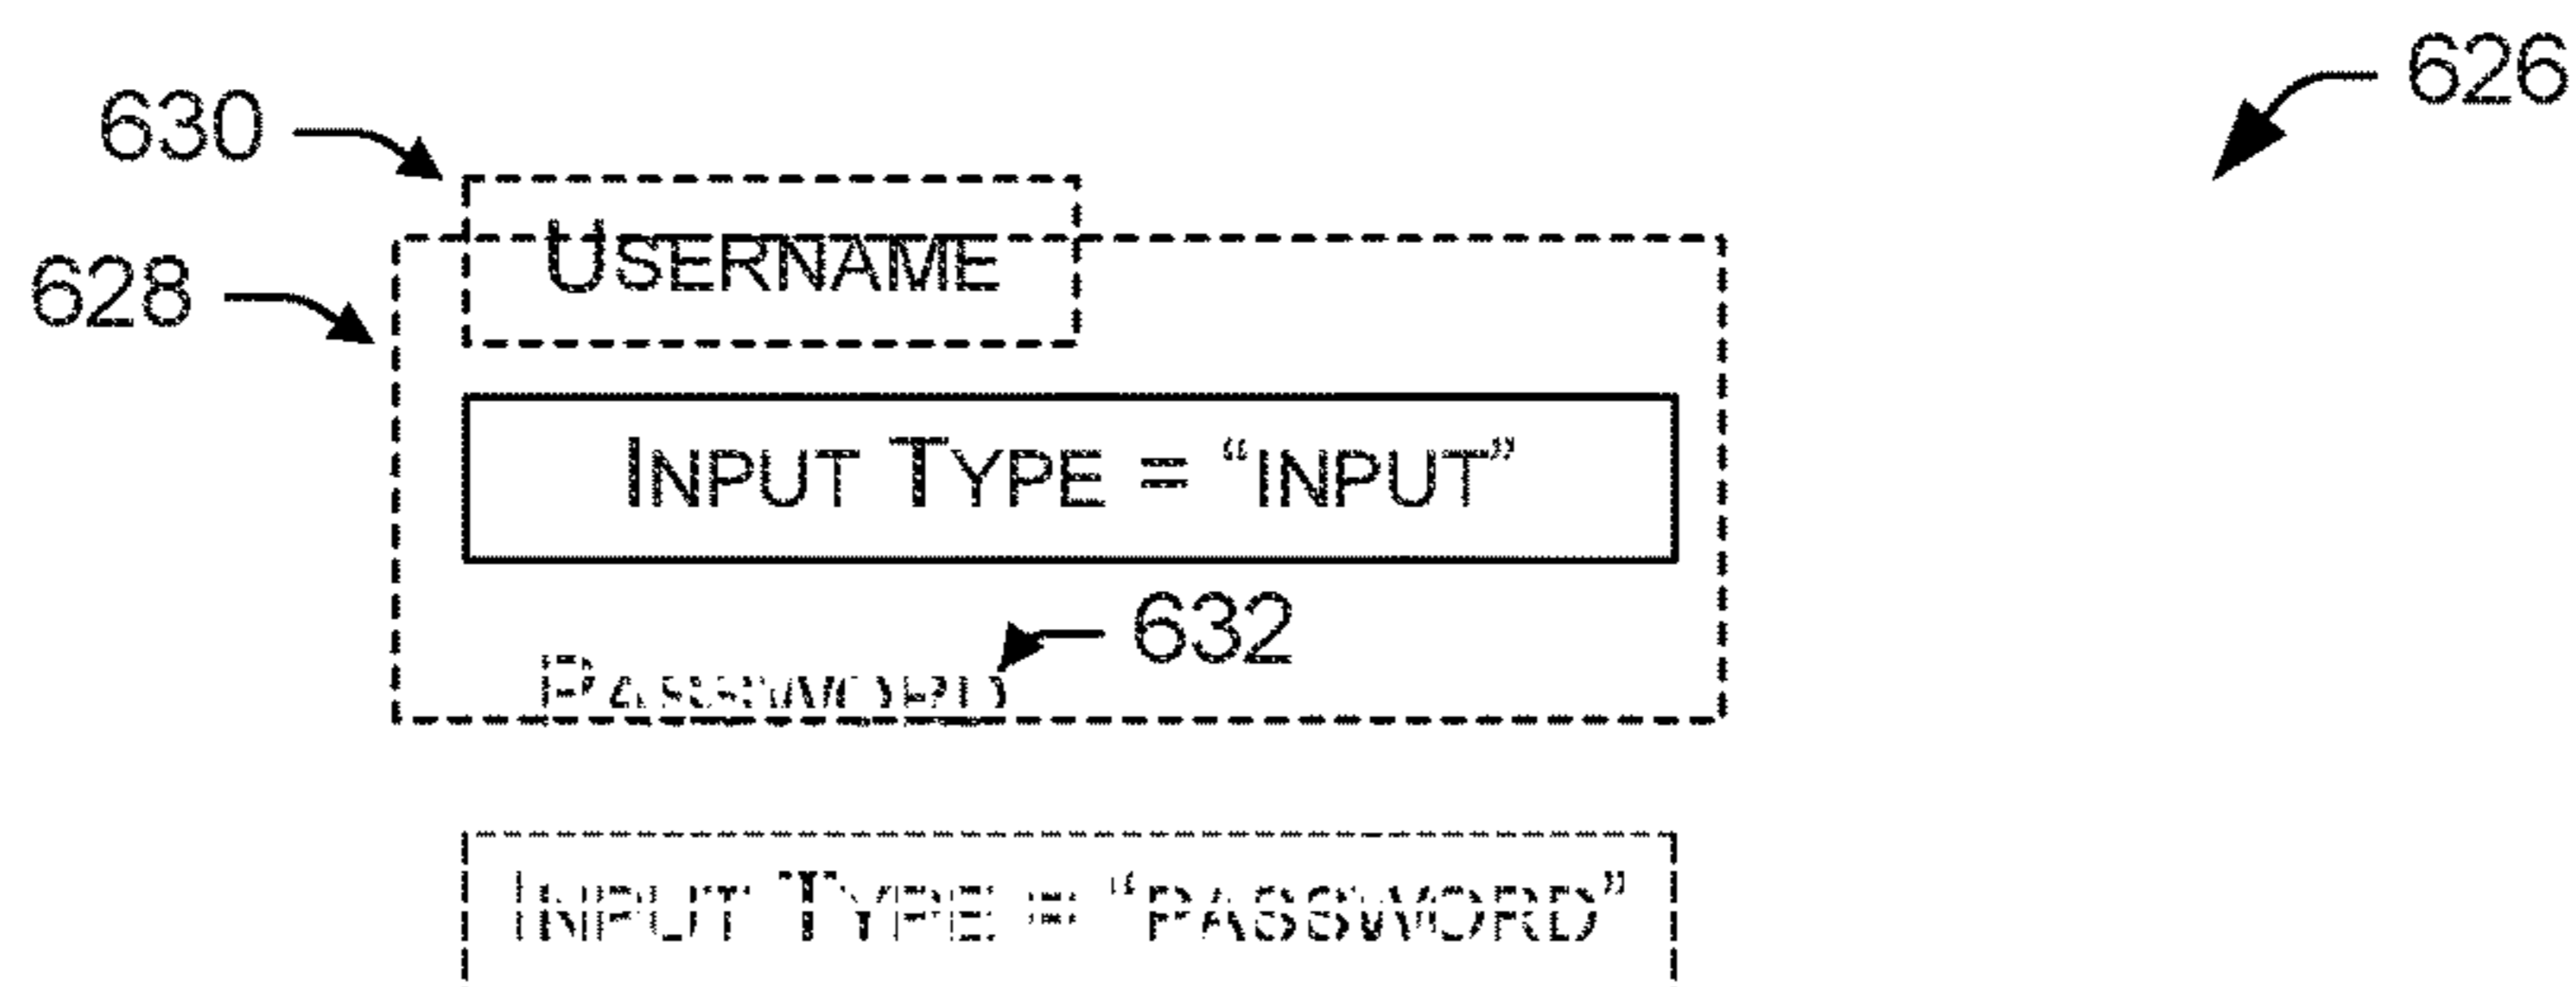 626
630
USERNAME
628
INPUT TYPE = "INPUT"
632
PASSWORD
INPUT TYPE = "PASSWORD"